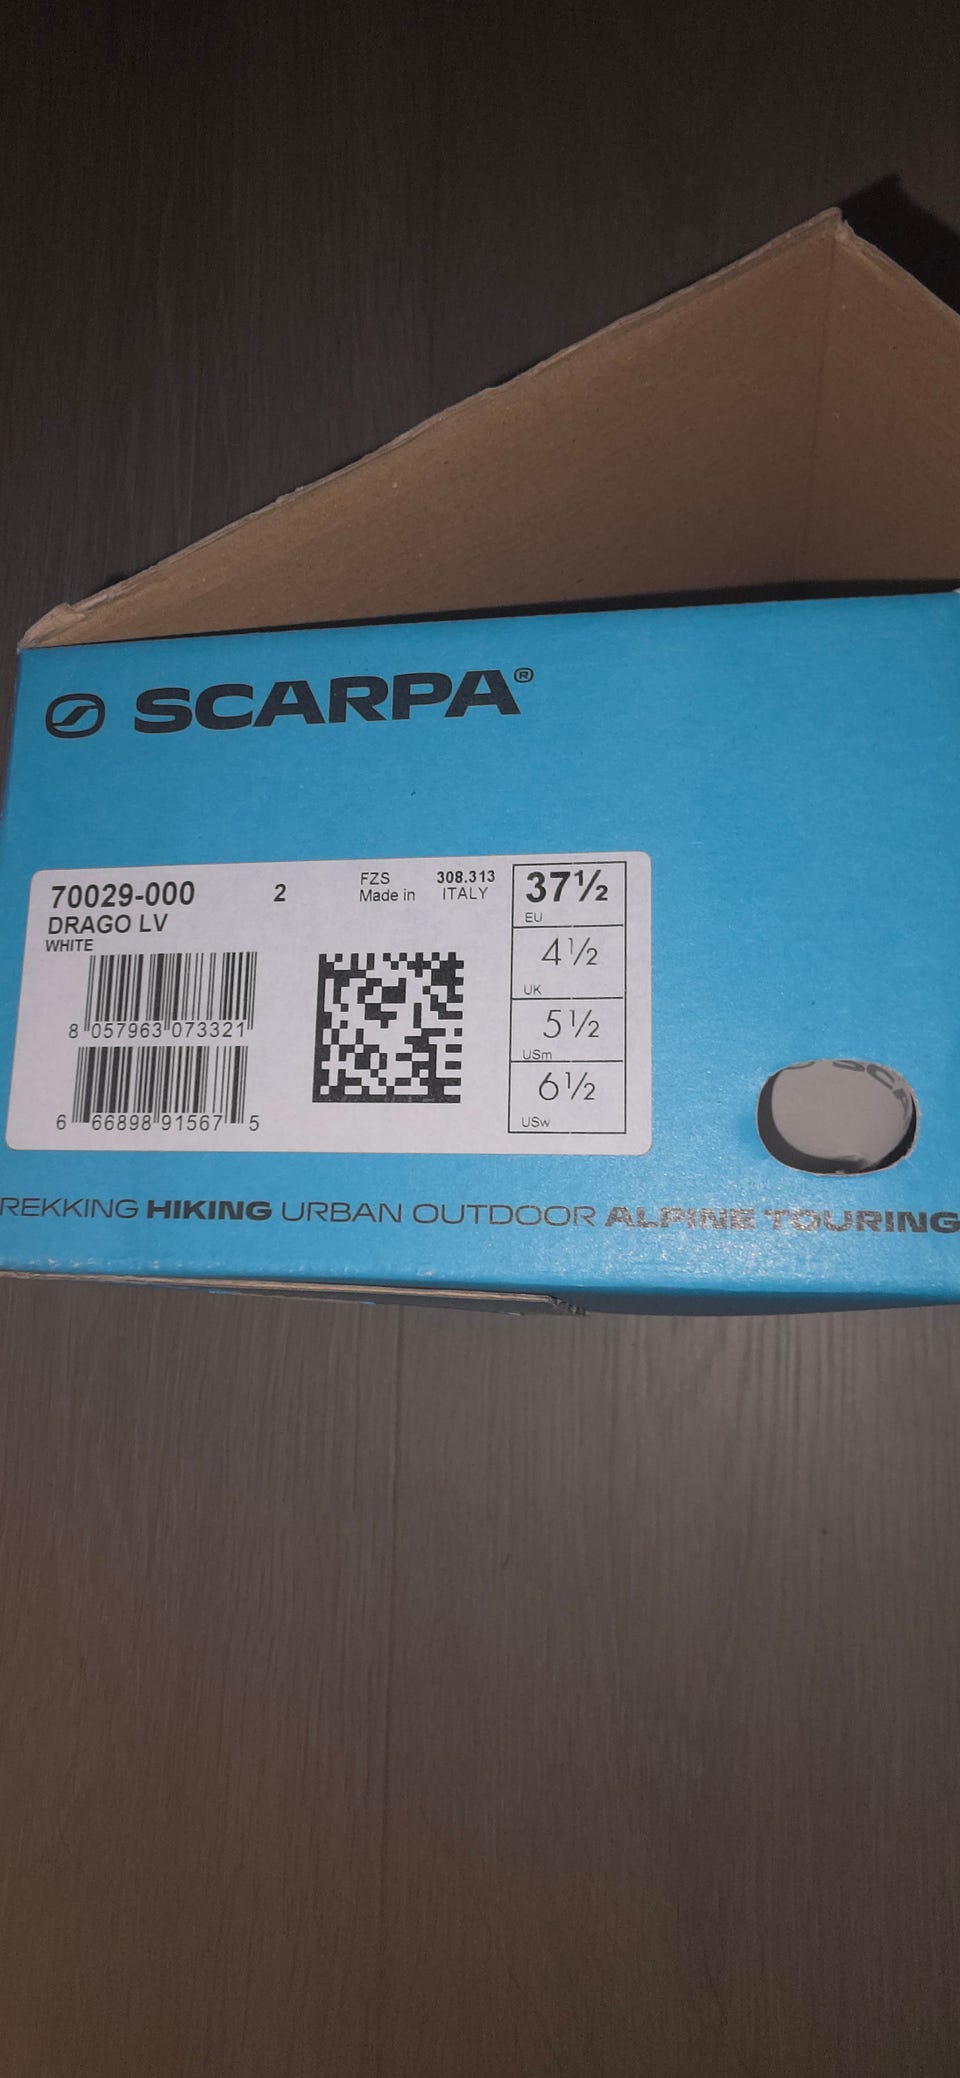 SCARPA®
70029-000 2 FZS 308.313
Made in ITALY
DRAGO LV
WHITE
8 057963 073321
6 66898 91567 5
37½
EU
4½
UK
5½
USm
6½
USw
REKKING HIKING URBAN OUTDOOR ALPINE TOURING